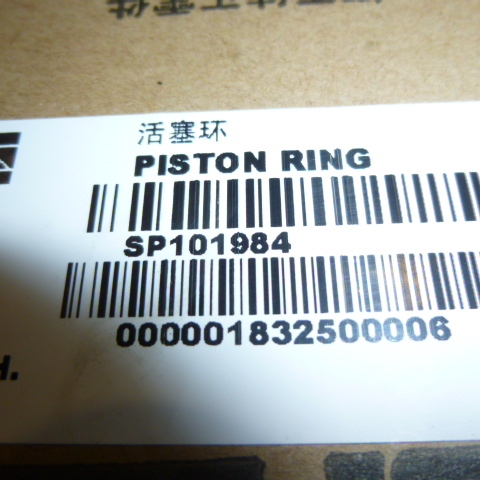 活塞环
PISTON RING
SP101984
000001832500006
H.